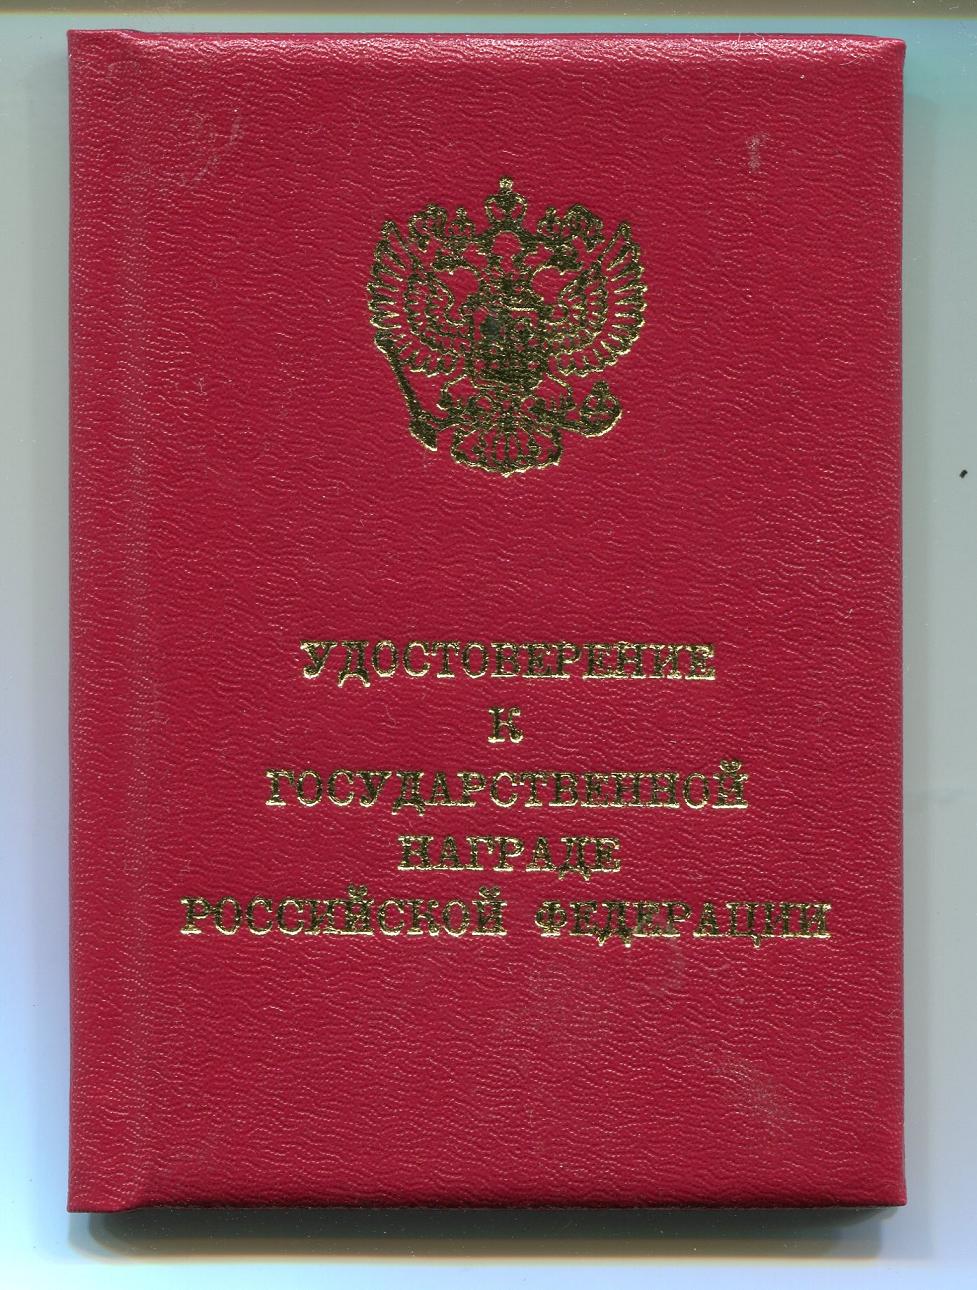 УДОСТОВЕРЕНИЕ
К
ГОСУДАРСТВЕННОЙ
НАГРАДЕ
РОССИЙСКОЙ ФЕДЕРАЦИИ